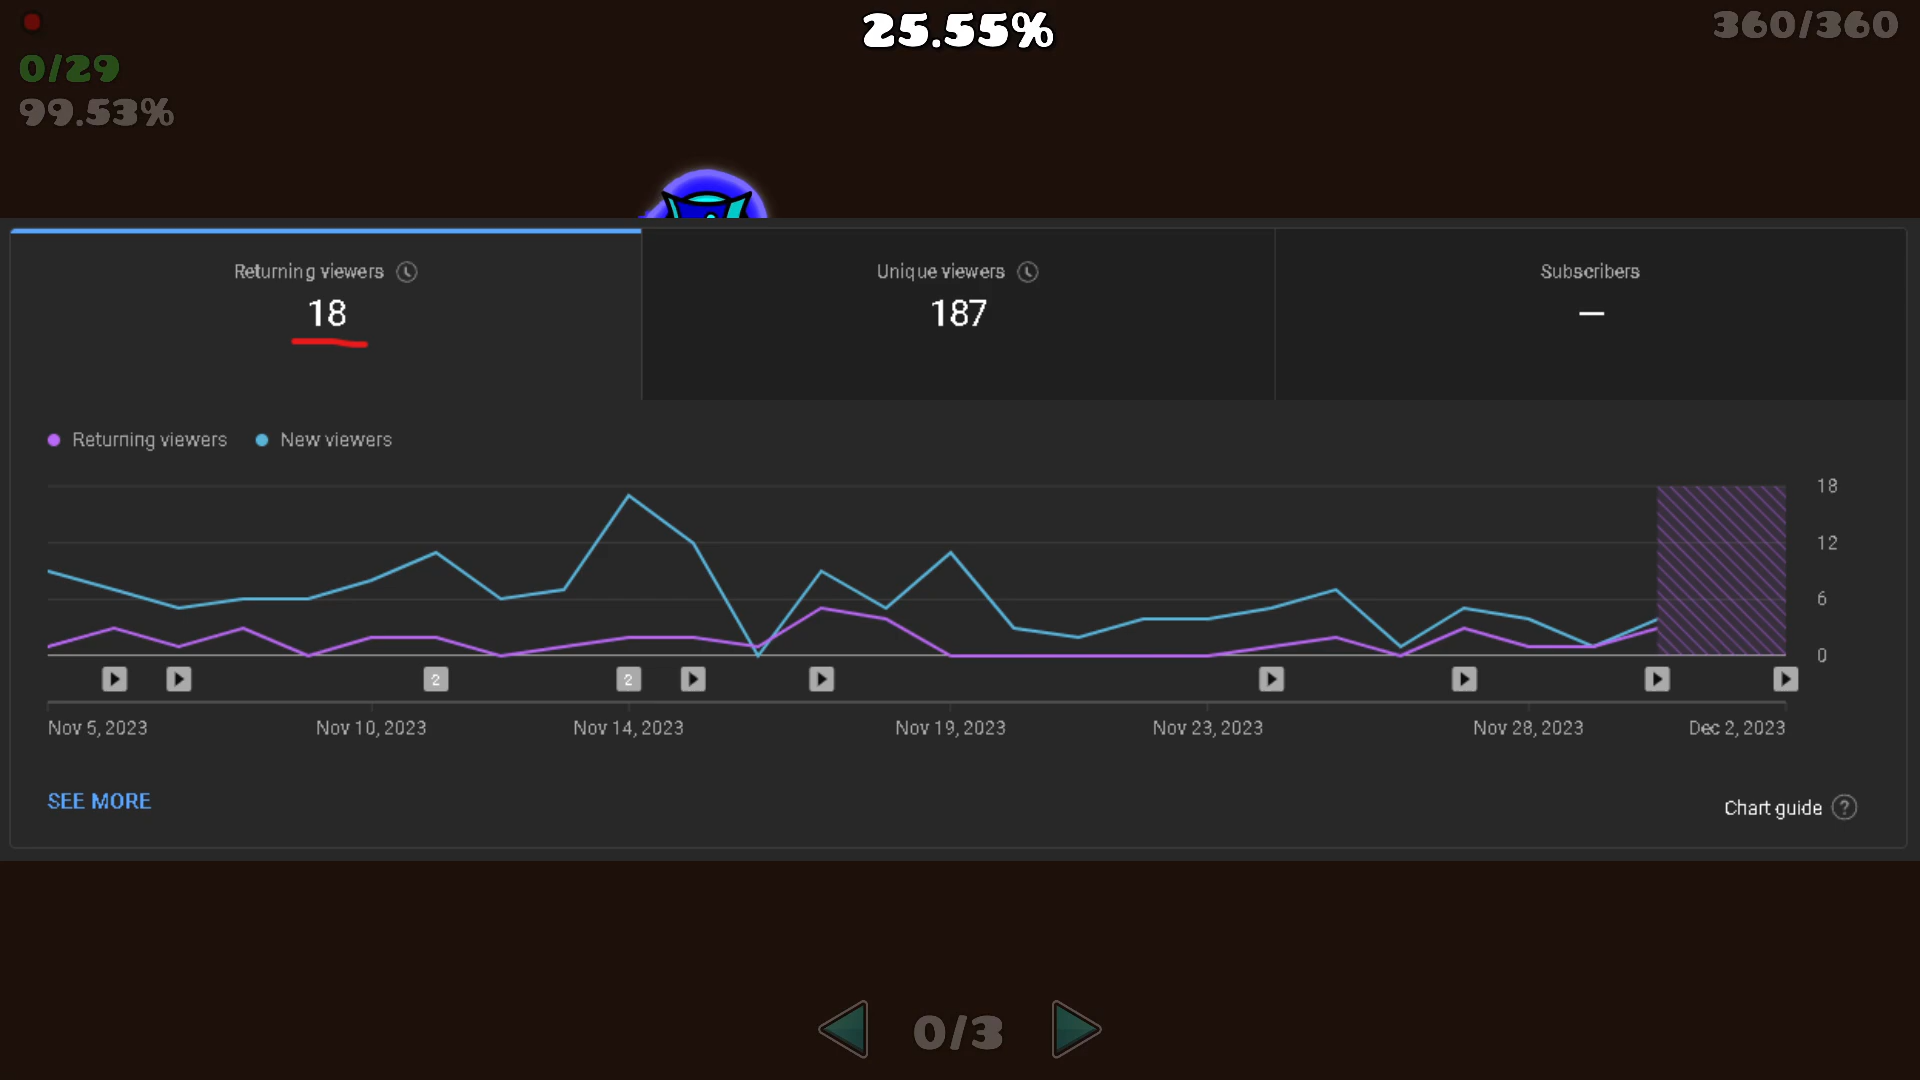 25.55%
360/360
0/29
99.53%
Returning viewers
18
Unique viewers
187
Subscribers
—
Returning viewers New viewers
18
12
6
0
2 2
Nov 5, 2023 Nov 10, 2023 Nov 14, 2023 Nov 19, 2023 Nov 23, 2023 Nov 28, 2023 Dec 2, 2023
SEE MORE
Chart guide ?
0/3